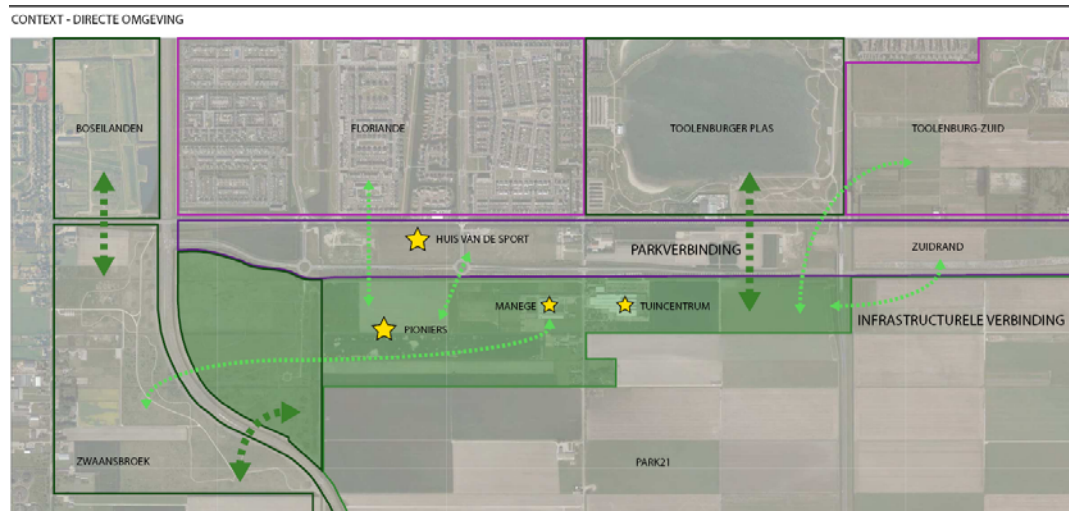 CONTEXT - DIRECTE OMGEVING
BOSEILANDEN
FLORIANDE
TOOLENBURGER PLAS
TOOLENBURG-ZUID
HUIS VAN DE SPORT
PARKVERBINDING
ZUIDRAND
MANEGE
TUINCENTRUM
INFRASTRUCTURELE VERBINDING
PIONIERS
ZWAANSBROEK
PARK21